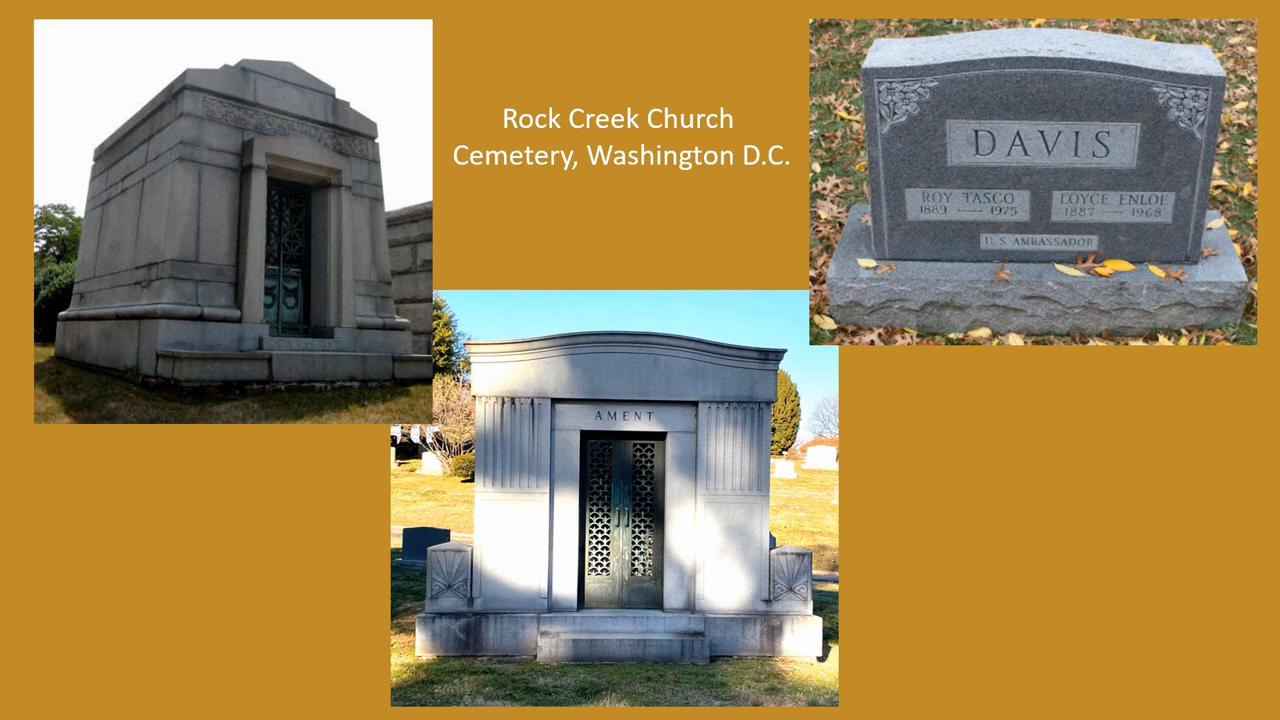 Rock Creek Church
Cemetery, Washington D.C.
DAVIS
ROY TASCO
1889 — 1975
LOYCE ENLOE
1887 — 1968
U.S. AMBASSADOR
AMENT